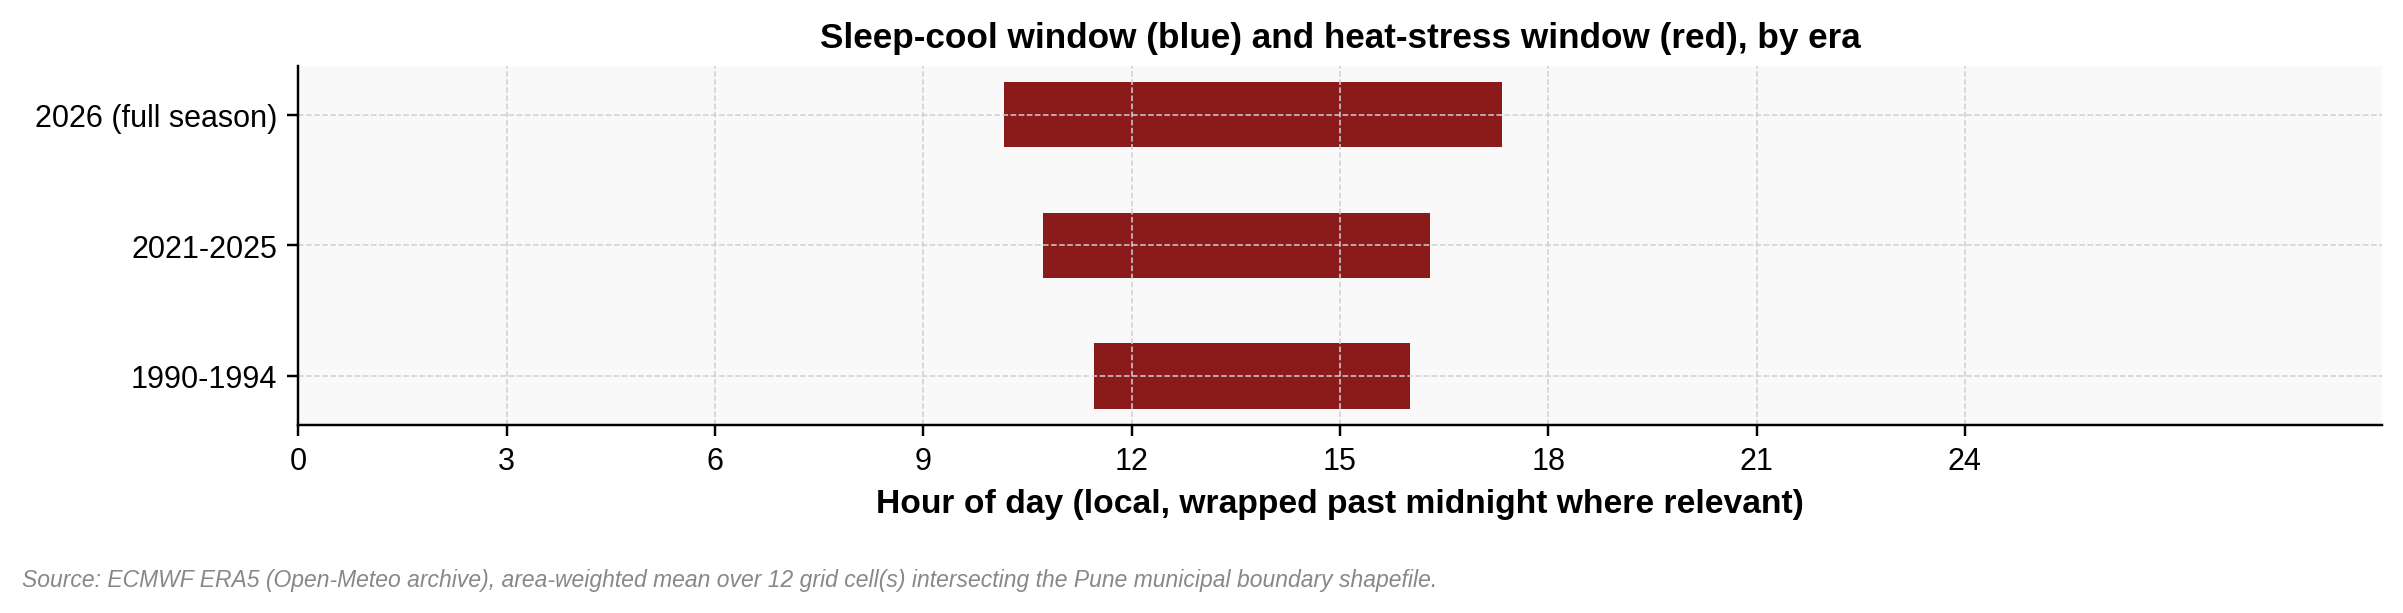 Sleep-cool window (blue) and heat-stress window (red), by era
2026 (full season)
2021-2025
1990-1994
0 3 6 9 12 15 18 21 24
Hour of day (local, wrapped past midnight where relevant)
Source: ECMWF ERA5 (Open-Meteo archive), area-weighted mean over 12 grid cell(s) intersecting the Pune municipal boundary shapefile.